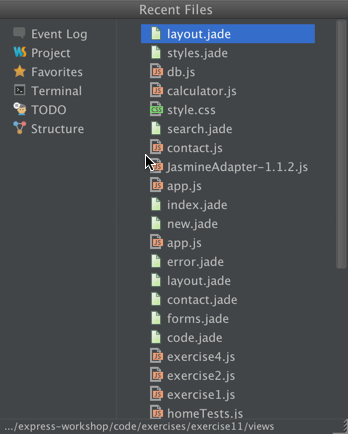 Recent Files
Event Log
Project
Favorites
Terminal
TODO
Structure
layout.jade
styles.jade
db.js
calculator.js
style.css
search.jade
contact.js
JasmineAdapter-1.1.2.js
app.js
index.jade
new.jade
app.js
error.jade
layout.jade
contact.jade
forms.jade
code.jade
exercise4.js
exercise2.js
exercise1.js
homeTests.js
.../express-workshop/code/exercises/exercise11/views